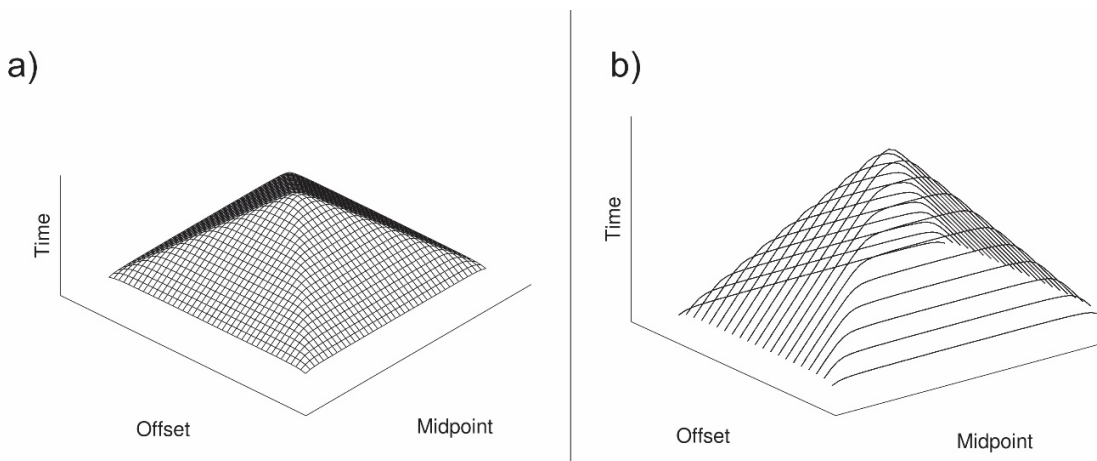 a)
Time
Offset
Midpoint
b)
Time
Offset
Midpoint